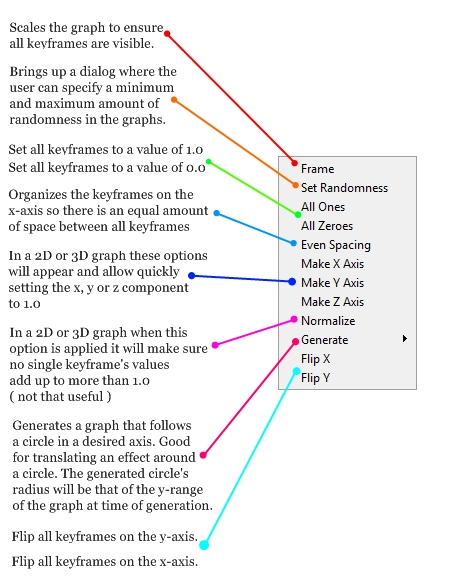 Scales the graph to ensure
all keyframes are visible.
Brings up a dialog where the
user can specify a minimum
and maximum amount of
randomness in the graphs.
Set all keyframes to a value of 1.0
Set all keyframes to a value of 0.0
Organizes the keyframes on the
x-axis so there is an equal amount
of space between all keyframes
In a 2D or 3D graph these options
will appear and allow quickly
setting the x, y or z component
to 1.0
In a 2D or 3D graph when this
option is applied it will make sure
no single keyframe's values
add up to more than 1.0
( not that useful )
Generates a graph that follows
a circle in a desired axis. Good
for translating an effect around
a circle. The generated circle's
radius will be that of the y-range
of the graph at time of generation.
Flip all keyframes on the y-axis.
Flip all keyframes on the x-axis.
Frame
Set Randomness
All Ones
All Zeroes
Even Spacing
Make X Axis
Make Y Axis
Make Z Axis
Normalize
Generate
Flip X
Flip Y